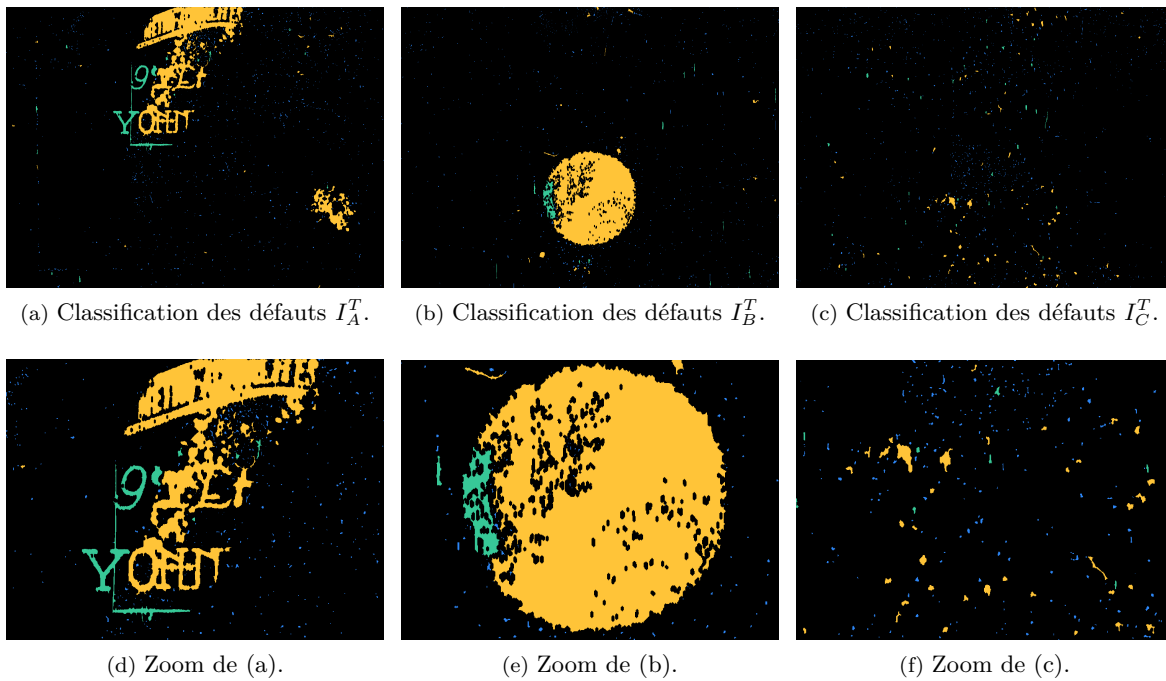 YOHN
(a) Classification des défauts I_A^T.
(b) Classification des défauts I_B^T.
(c) Classification des défauts I_C^T.
YOHN
(d) Zoom de (a).
(e) Zoom de (b).
(f) Zoom de (c).